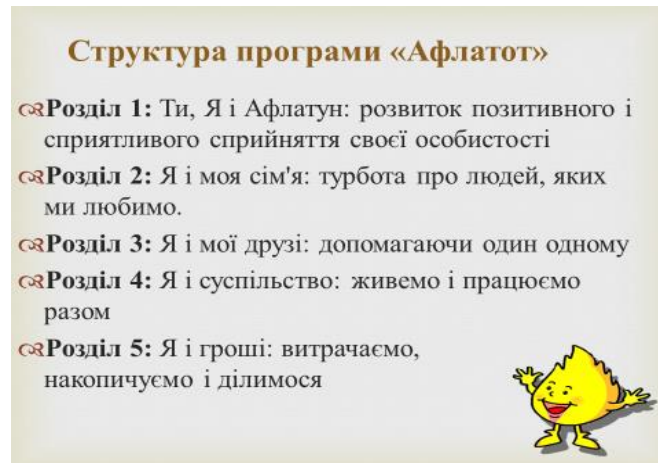 Структура програми «Афлатот»
Розділ 1: Ти, Я і Афлатун: розвиток позитивного і
сприятливого сприйняття своєї особистості
Розділ 2: Я і моя сім'я: турбота про людей, яких
ми любимо.
Розділ 3: Я і мої друзі: допомагаючи один одному
Розділ 4: Я і суспільство: живемо і працюємо
разом
Розділ 5: Я і гроші: витрачаємо,
накопичуємо і ділимося